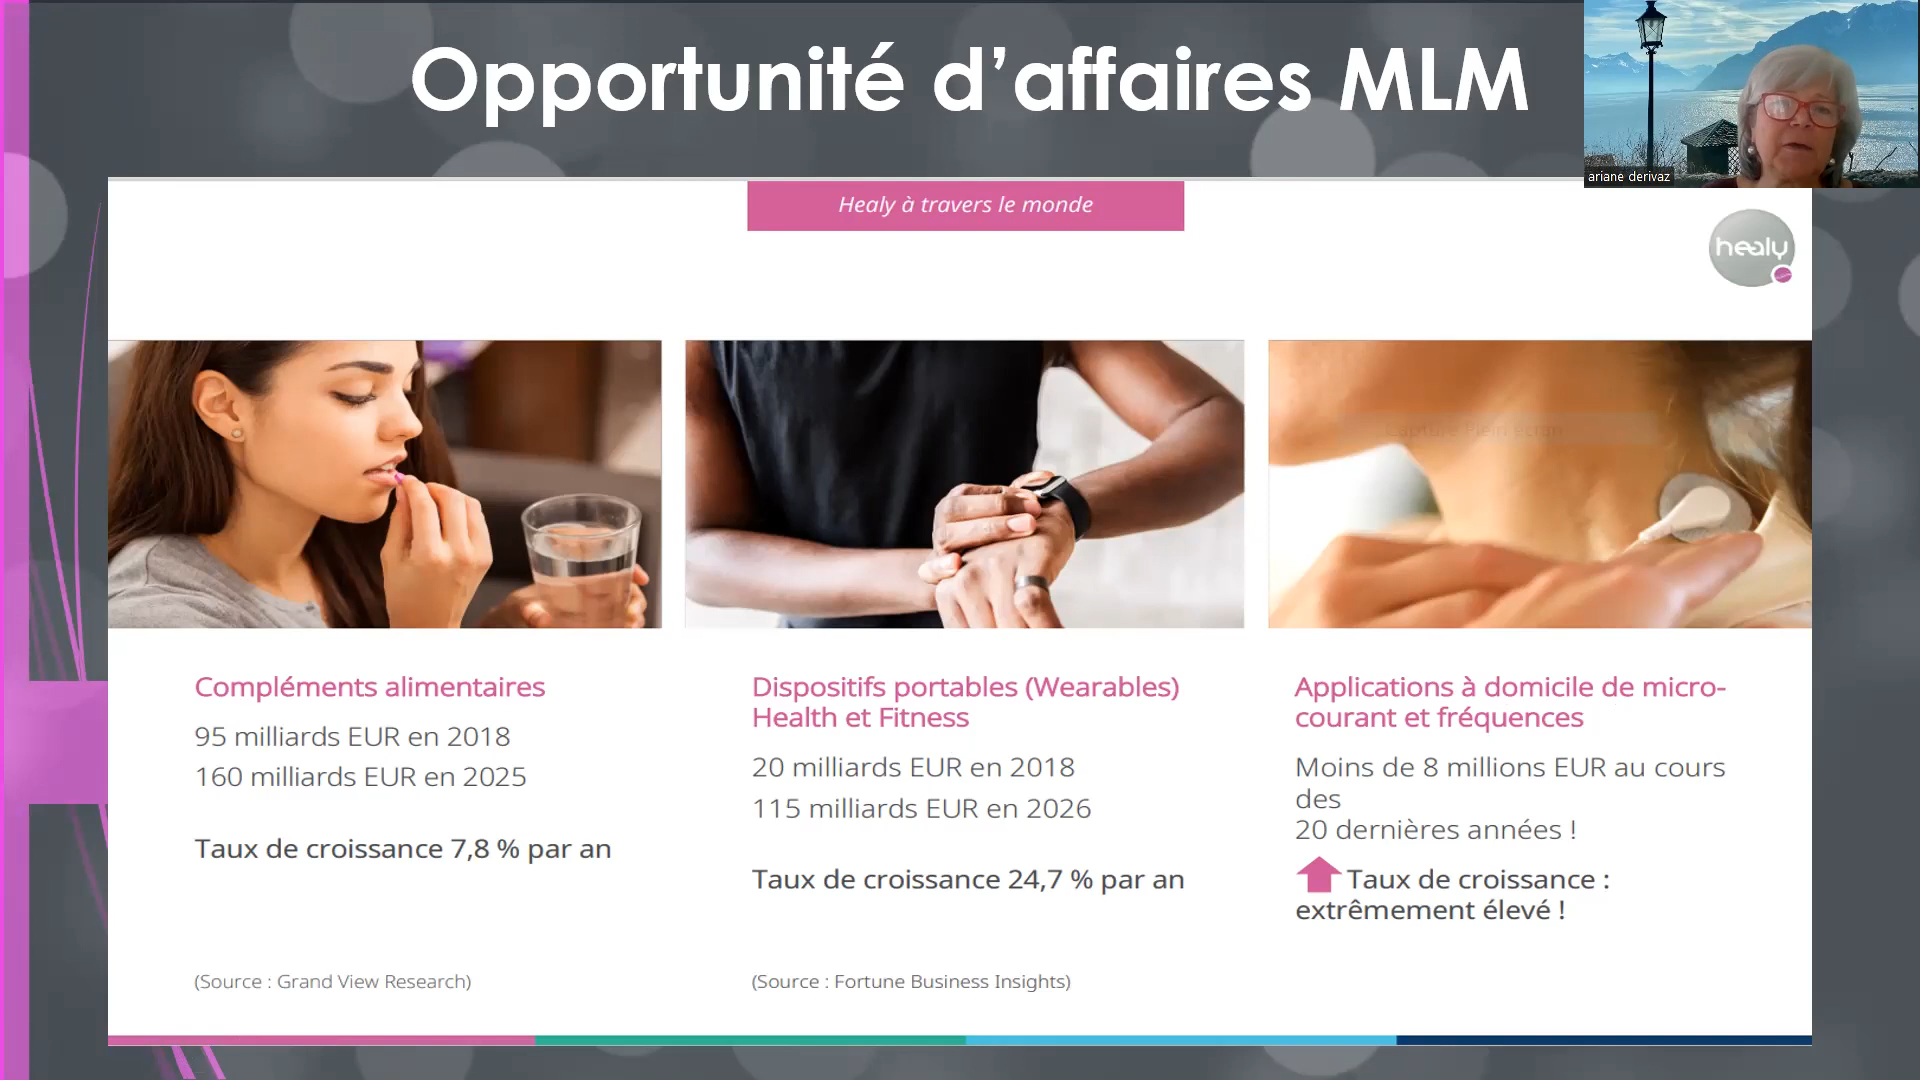 Opportunité d’affaires MLM
ariane derivaz
Healy à travers le monde
healy
Capture Plein écran
Compléments alimentaires
95 milliards EUR en 2018
160 milliards EUR en 2025
Taux de croissance 7,8 % par an
(Source : Grand View Research)
Dispositifs portables (Wearables)
Health et Fitness
20 milliards EUR en 2018
115 milliards EUR en 2026
Taux de croissance 24,7 % par an
(Source : Fortune Business Insights)
Applications à domicile de micro-
courant et fréquences
Moins de 8 millions EUR au cours
des
20 dernières années !
Taux de croissance :
extrêmement élevé !